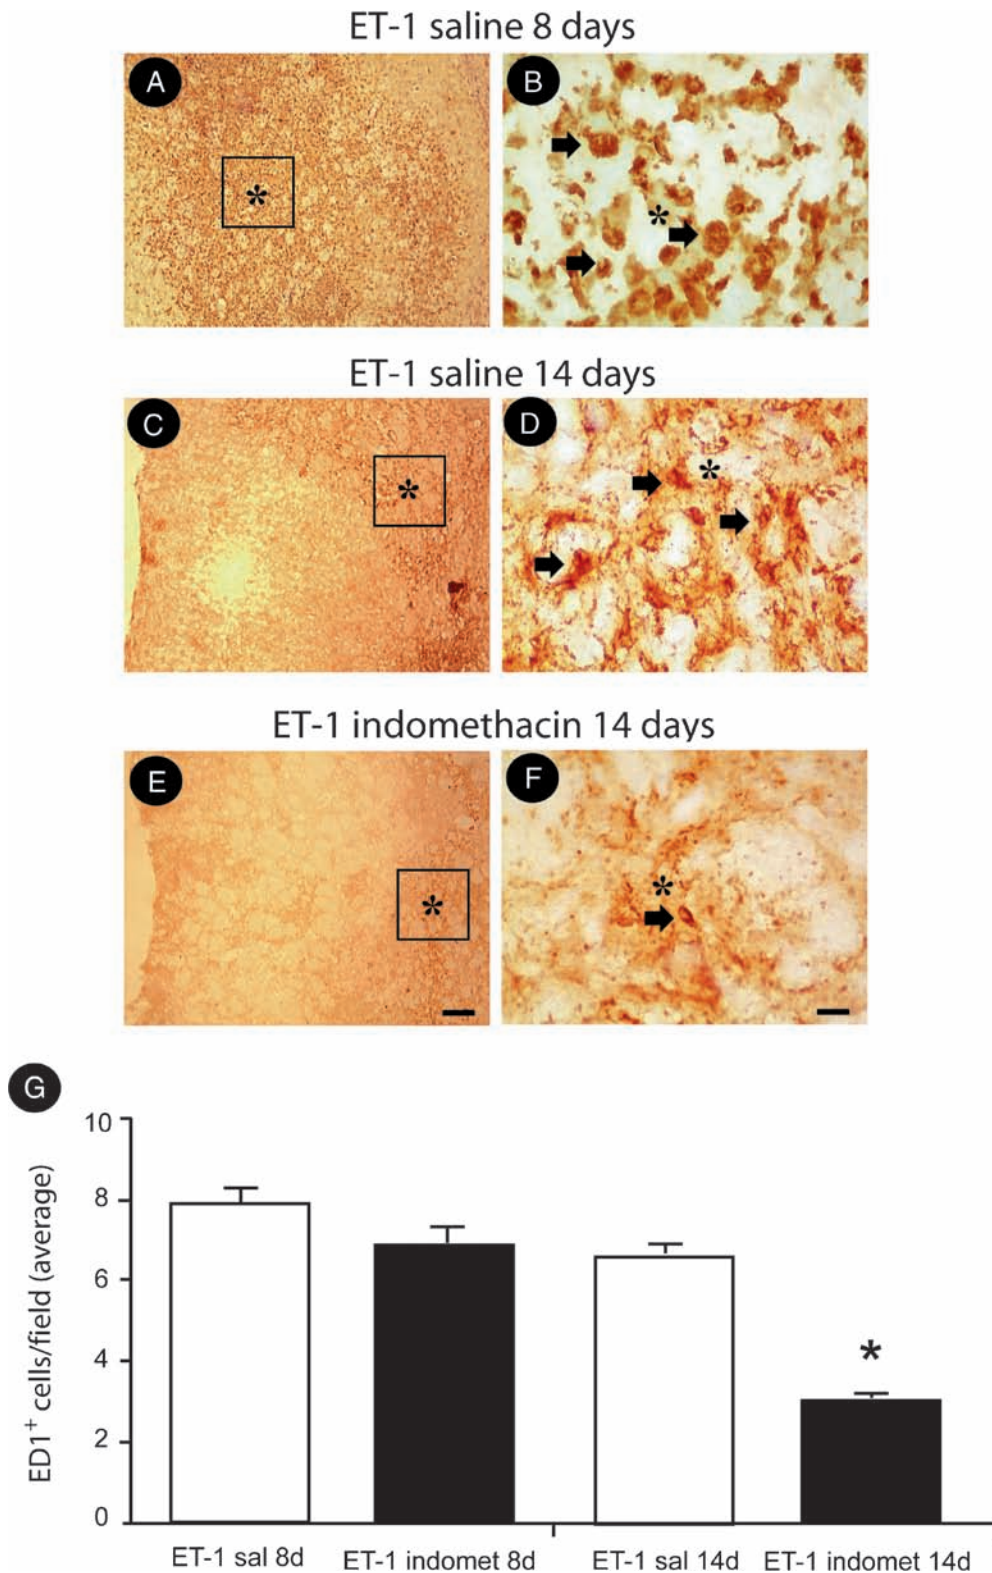 ET-1 saline 8 days
A
B
*
*
ET-1 saline 14 days
C
D
*
*
ET-1 indomethacin 14 days
E
F
*
*
G
ED1+ cells/field (average)
10
8
6
4
2
0
*
ET-1 sal 8d
ET-1 indomet 8d
ET-1 sal 14d
ET-1 indomet 14d